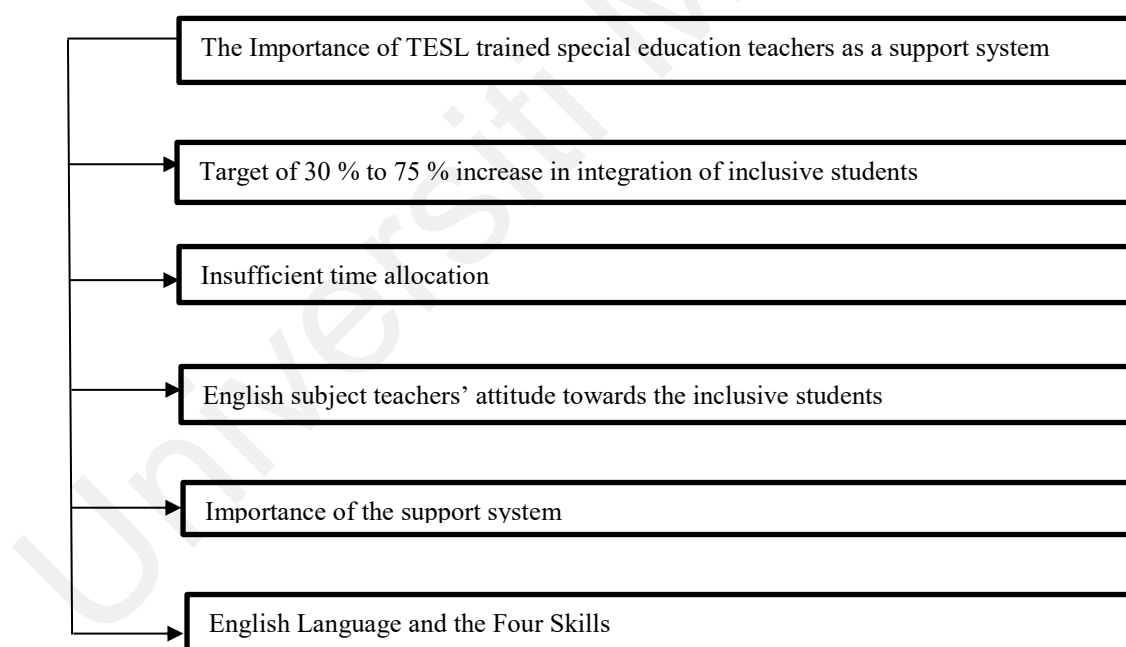 The Importance of TESL trained special education teachers as a support system
Target of 30 % to 75 % increase in integration of inclusive students
Insufficient time allocation
English subject teachers’ attitude towards the inclusive students
Importance of the support system
English Language and the Four Skills
Universiti M